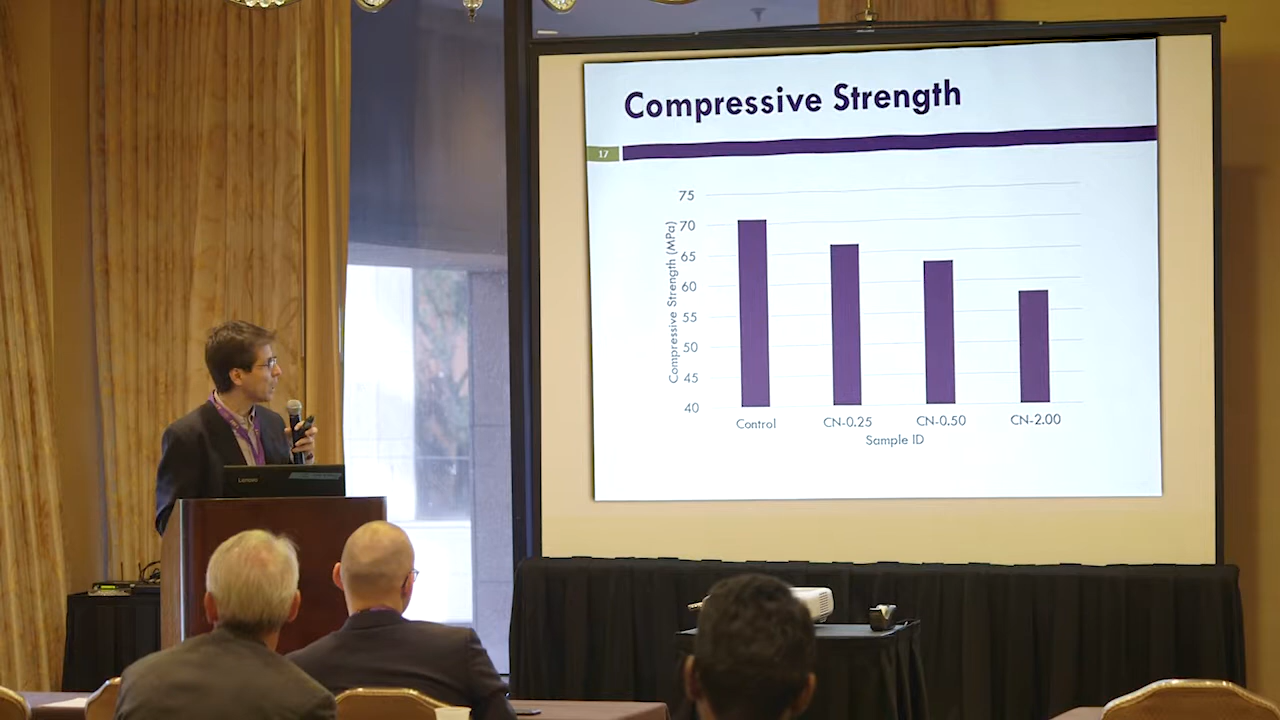 Compressive Strength
17
75
70
65
60
55
50
45
40
Compressive Strength (MPa)
Control CN-0.25 CN-0.50 CN-2.00
Sample ID
Lenovo